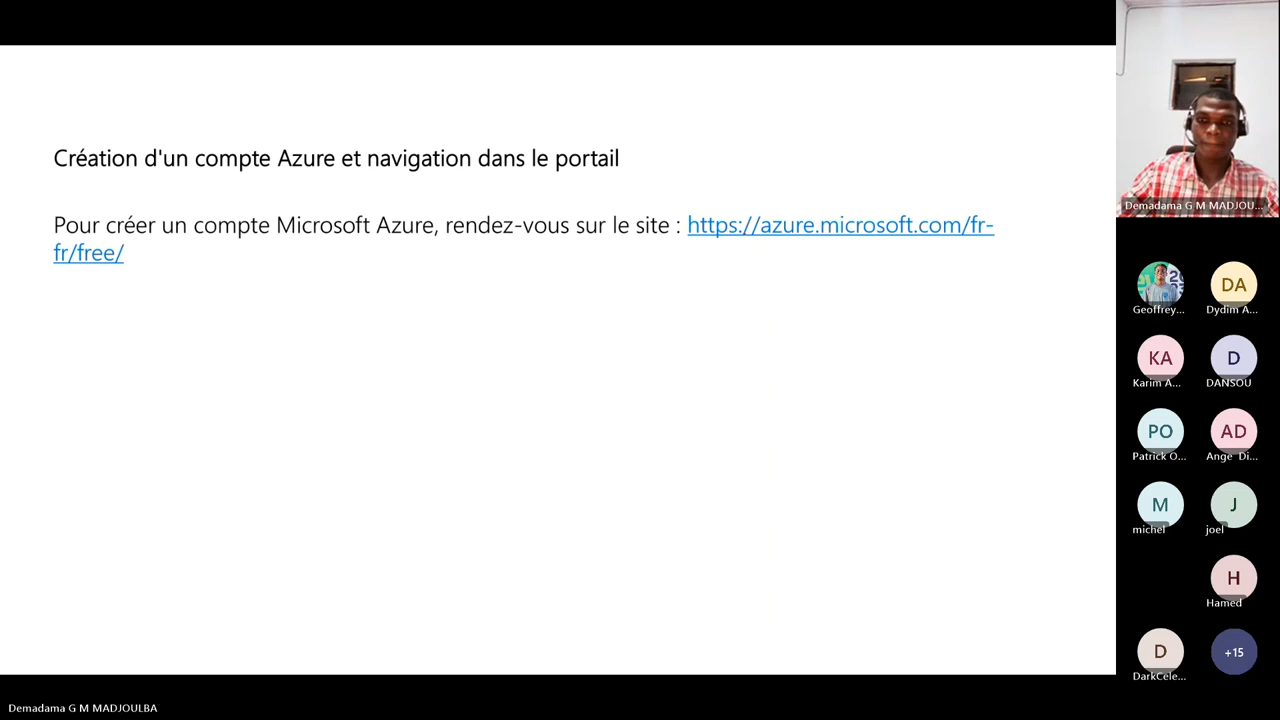 Création d'un compte Azure et navigation dans le portail
Pour créer un compte Microsoft Azure, rendez-vous sur le site : https://azure.microsoft.com/fr-
fr/free/
Demadama G M MADJOU...
Geoffrey...
DA
Dydim A...
KA
Karim A...
D
DANSOU
PO
Patrick O...
AD
Ange Di...
M
michel
J
joel
H
Hamed
D
DarkCele...
+15
Demadama G M MADJOULBA